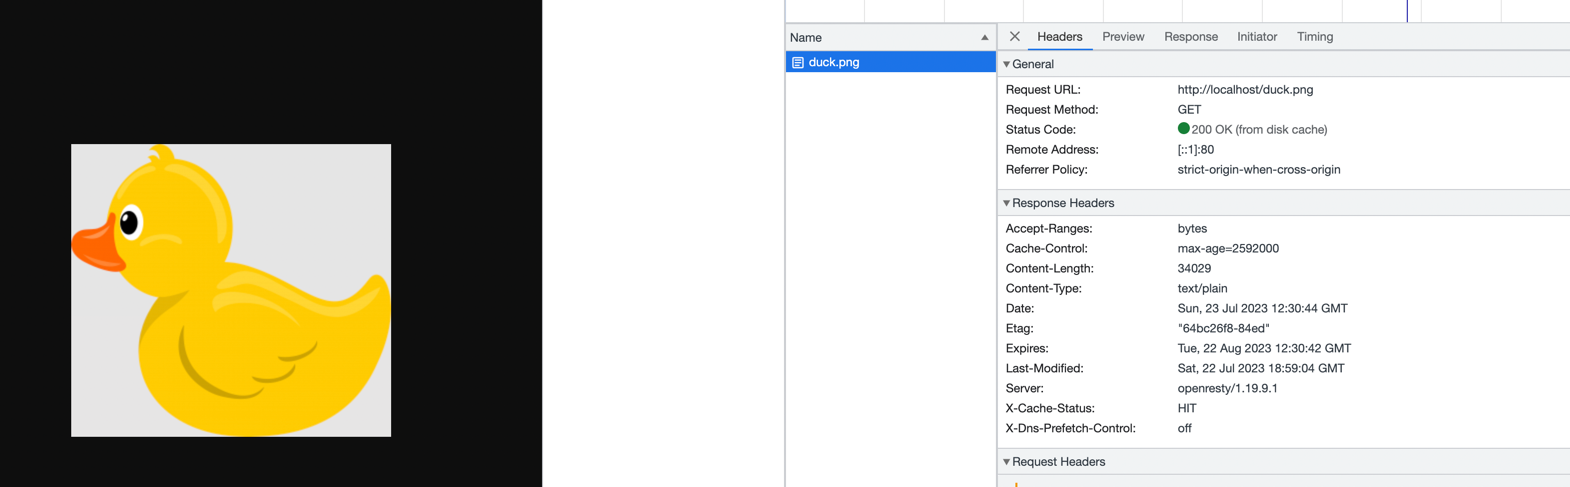 Name
duck.png
Headers Preview Response Initiator Timing
General
Request URL: http://localhost/duck.png
Request Method: GET
Status Code: 200 OK (from disk cache)
Remote Address: [::1]:80
Referrer Policy: strict-origin-when-cross-origin
Response Headers
Accept-Ranges: bytes
Cache-Control: max-age=2592000
Content-Length: 34029
Content-Type: text/plain
Date: Sun, 23 Jul 2023 12:30:44 GMT
Etag: "64bc26f8-84ed"
Expires: Tue, 22 Aug 2023 12:30:42 GMT
Last-Modified: Sat, 22 Jul 2023 18:59:04 GMT
Server: openresty/1.19.9.1
X-Cache-Status: HIT
X-Dns-Prefetch-Control: off
Request Headers